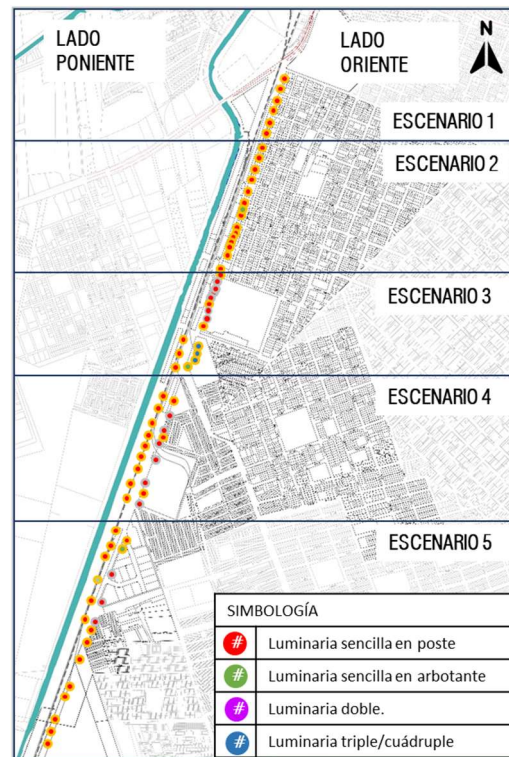 LADO
PONIENTE
LADO
ORIENTE
N
ESCENARIO 1
ESCENARIO 2
ESCENARIO 3
ESCENARIO 4
ESCENARIO 5
SIMBOLOGÍA
# Luminaria sencilla en poste
# Luminaria sencilla en arbotante
# Luminaria doble.
# Luminaria triple/cuádruple